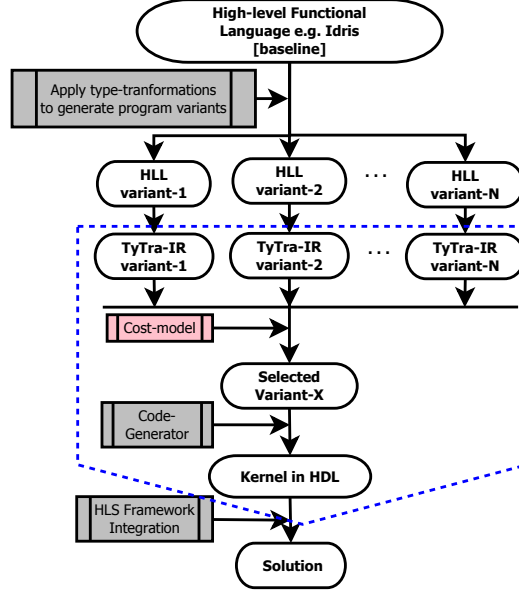 High-level Functional
Language e.g. Idris
[baseline]
Apply type-tranformations
to generate program variants
HLL
variant-1
HLL
variant-2
. . .
HLL
variant-N
TyTra-IR
variant-1
TyTra-IR
variant-2
. . .
TyTra-IR
variant-N
Cost-model
Selected
Variant-X
Code-
Generator
Kernel in HDL
HLS Framework
Integration
Solution